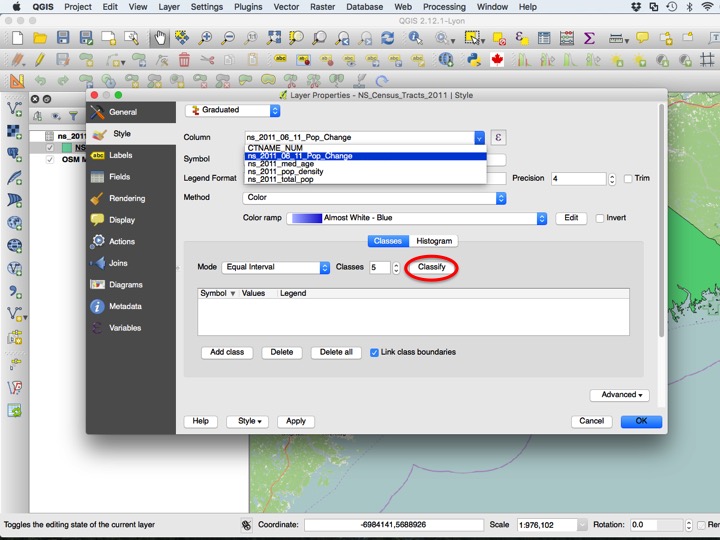 QGIS Project Edit View Layer Settings Plugins Vector Raster Database Web Processing Window Help
QGIS 2.12.1-Lyon
Layer Properties - NS_Census_Tracts_2011 | Style
General
Graduated
Style
Column ns_2011_06_11_Pop_Change ε
CTNAME_NUM
ns_2011_06_11_Pop_Change
ns_2011_med_age
ns_2011_pop_density
ns_2011_total_pop
Symbol
Legend Format Precision 4 Trim
Method Color
Color ramp Almost White - Blue Edit Invert
Classes Histogram
Mode Equal Interval Classes 5 Classify
Symbol Values Legend
Add class Delete Delete all Link class boundaries
Advanced
Help Style Apply Cancel OK
abc Labels
Fields
Rendering
Display
Actions
Joins
Diagrams
Metadata
Variables
ns_201
NS
OSM M
Toggles the editing state of the current layer Coordinate: -6984141,5688926 Scale 1:976,102 Rotation: 0.0 Ren